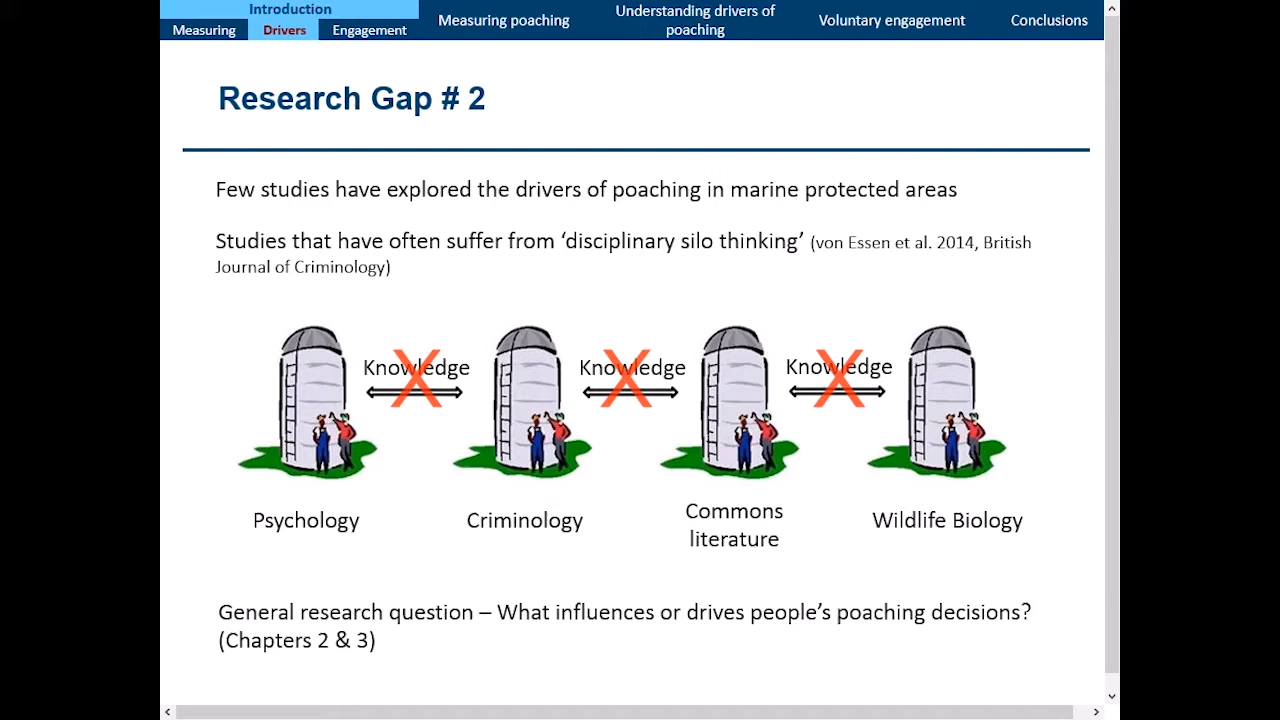 Introduction
Measuring Drivers Engagement
Measuring poaching
Understanding drivers of
poaching
Voluntary engagement
Conclusions
Research Gap # 2
Few studies have explored the drivers of poaching in marine protected areas
Studies that have often suffer from ‘disciplinary silo thinking’ (von Essen et al. 2014, British
Journal of Criminology)
Knowledge Knowledge Knowledge
X X X
Psychology
Criminology
Commons
literature
Wildlife Biology
General research question – What influences or drives people’s poaching decisions?
(Chapters 2 & 3)